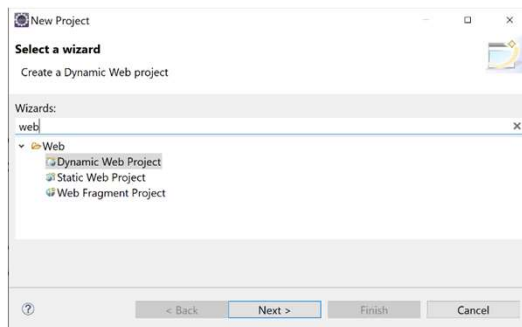 New Project
Select a wizard
Create a Dynamic Web project
Wizards:
web
Web
Dynamic Web Project
Static Web Project
Web Fragment Project
< Back Next > Finish Cancel